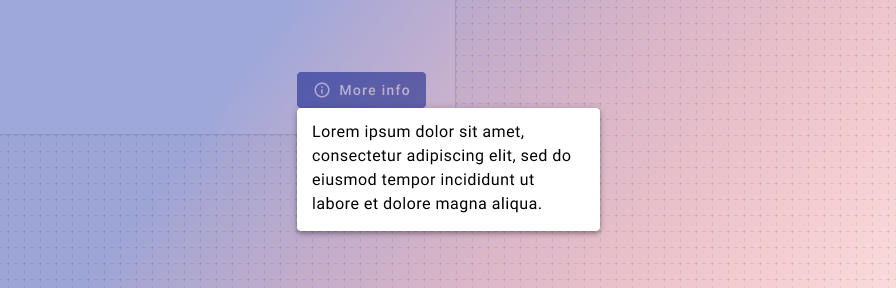 More info
Lorem ipsum dolor sit amet,
consectetur adipiscing elit, sed do
eiusmod tempor incididunt ut
labore et dolore magna aliqua.